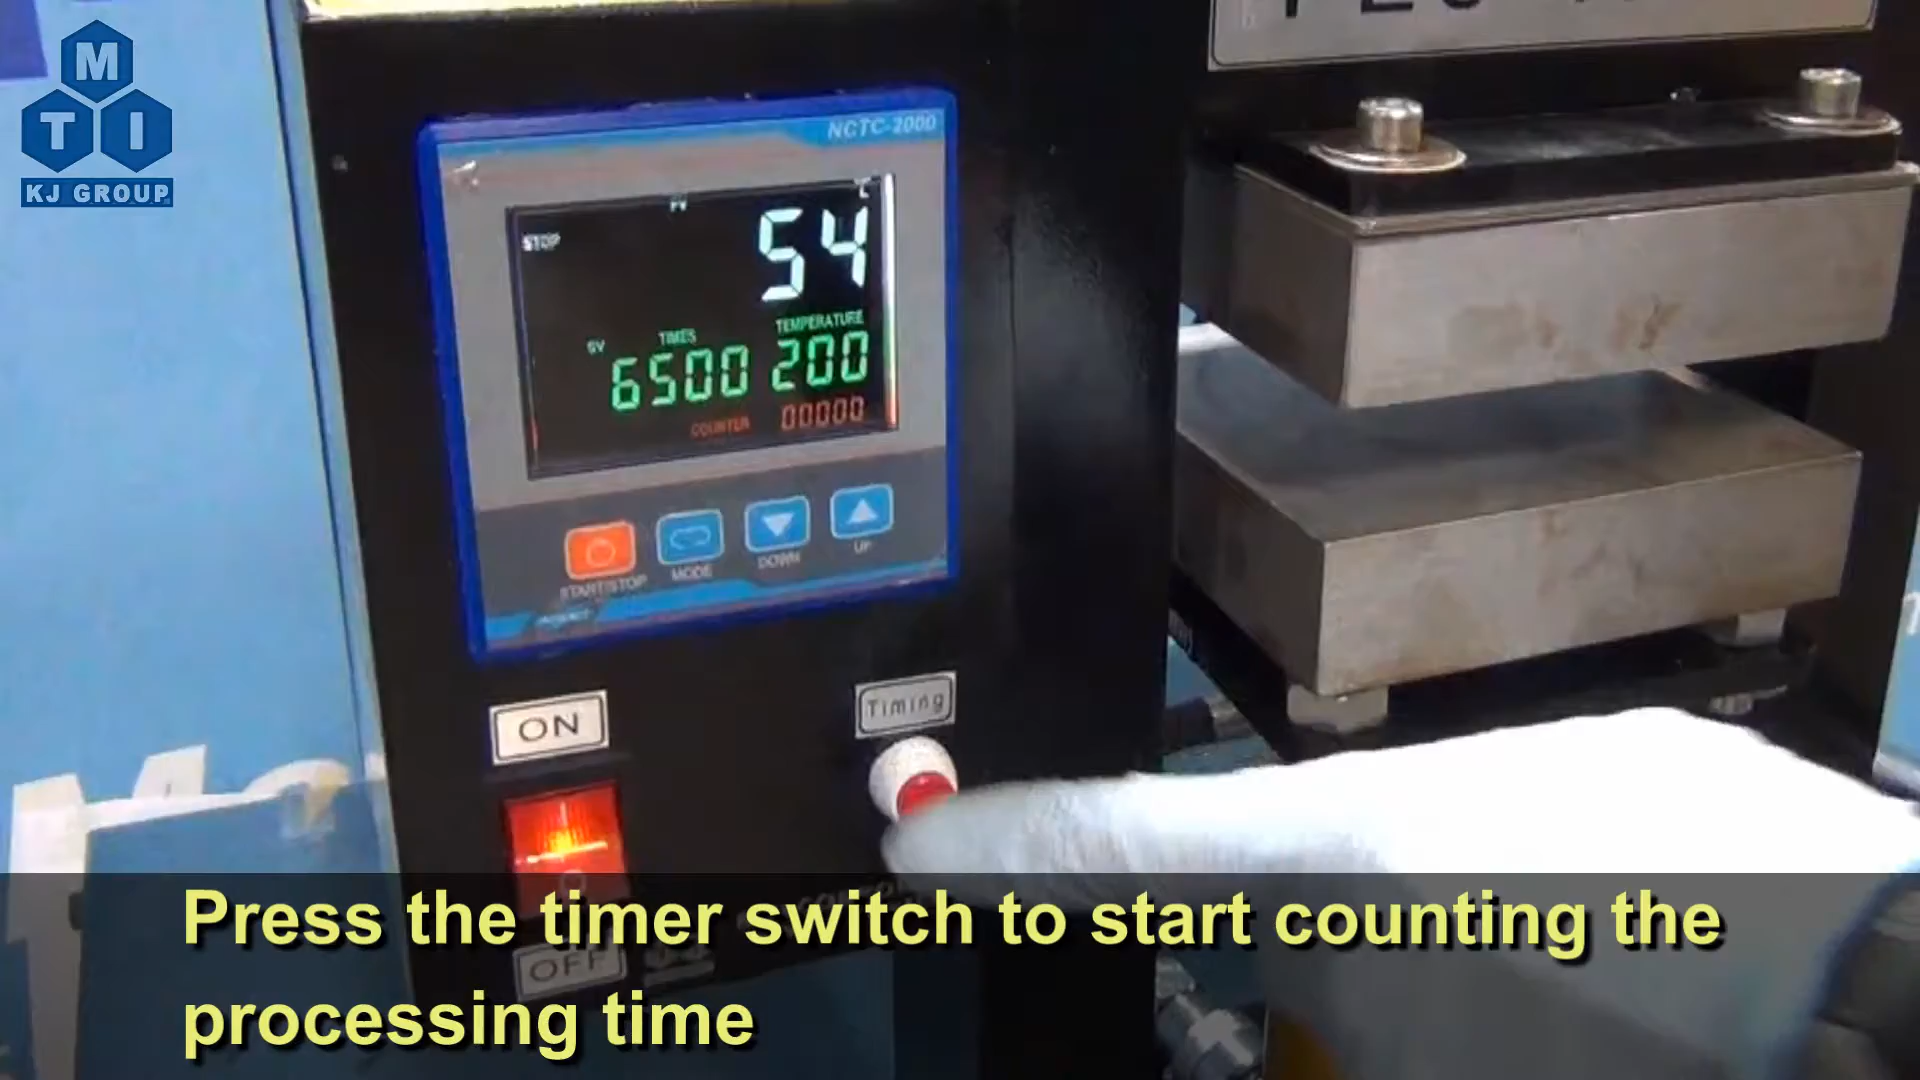 M
T I
KJ GROUP
NCTC-2000
PV
°C
STOP
54
TIMES TEMPERATURE
SV
6500 200
COUNTER 00000
START/STOP MODE DOWN UP
ON
Timing
OFF
Press the timer switch to start counting the
processing time